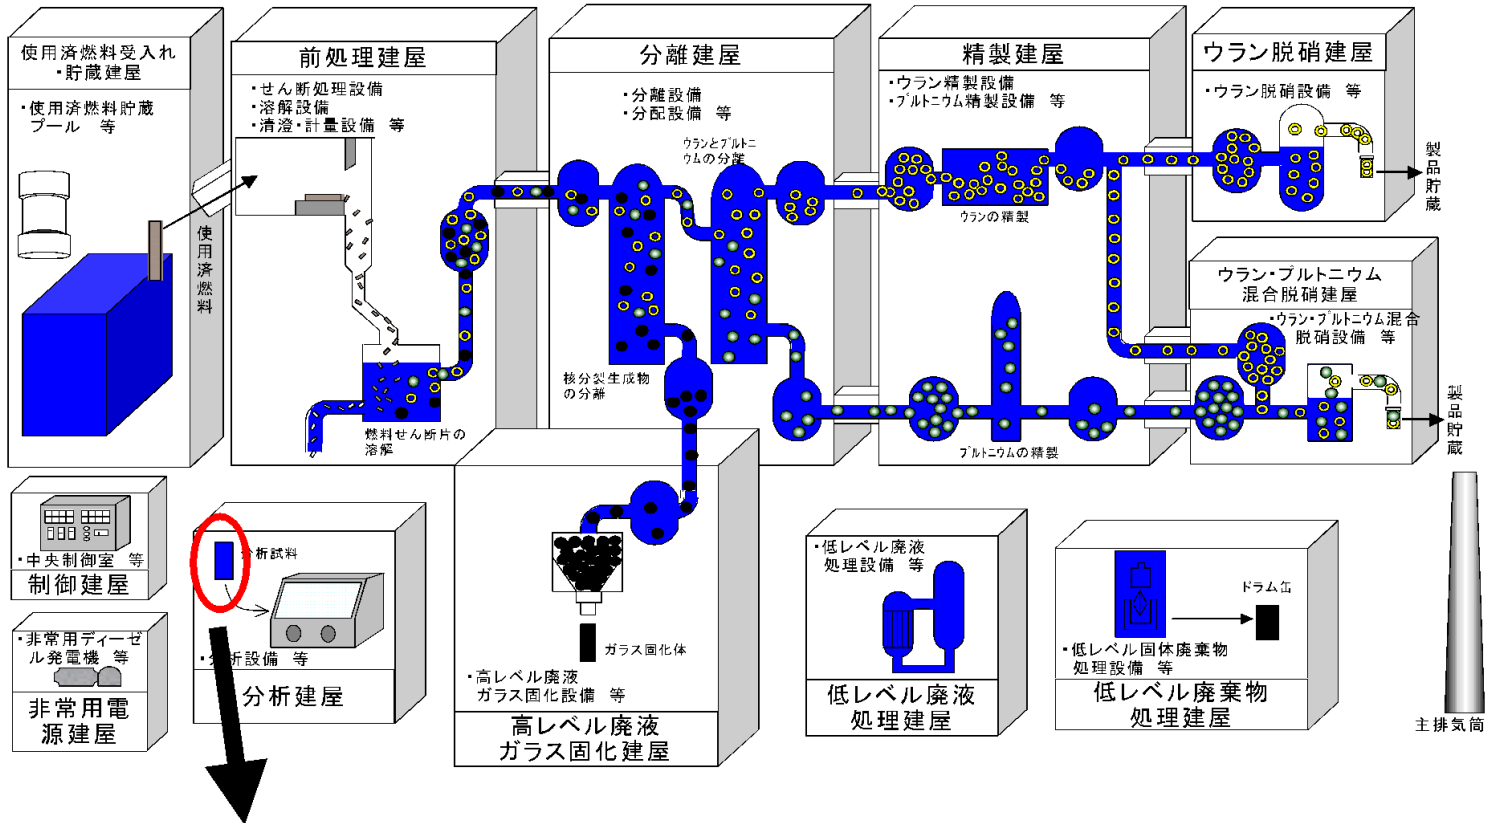 使用済燃料受入れ
・貯蔵建屋
・使用済燃料貯蔵
プール 等
使用済燃料
前処理建屋
・せん断処理設備
・溶解設備
・清澄・計量設備 等
燃料せん断片の
溶解
分離建屋
・分離設備
・分配設備 等
ウランとプルトニ
ウムの分離
核分裂生成物
の分離
精製建屋
・ウラン精製設備
・プルトニウム精製設備 等
ウランの精製
プルトニウムの精製
ウラン脱硝建屋
・ウラン脱硝設備 等
製品貯蔵
ウラン・プルトニウム
混合脱硝建屋
・ウラン・プルトニウム混合
脱硝設備 等
製品貯蔵
・中央制御室 等
制御建屋
・非常用ディーゼ
ル発電機 等
非常用電
源建屋
分析試料
・分析設備 等
分析建屋
ガラス固化体
・高レベル廃液
ガラス固化設備 等
高レベル廃液
ガラス固化建屋
・低レベル廃液
処理設備 等
低レベル廃液
処理建屋
ドラム缶
・低レベル固体廃棄物
処理設備 等
低レベル廃棄物
処理建屋
主排気筒